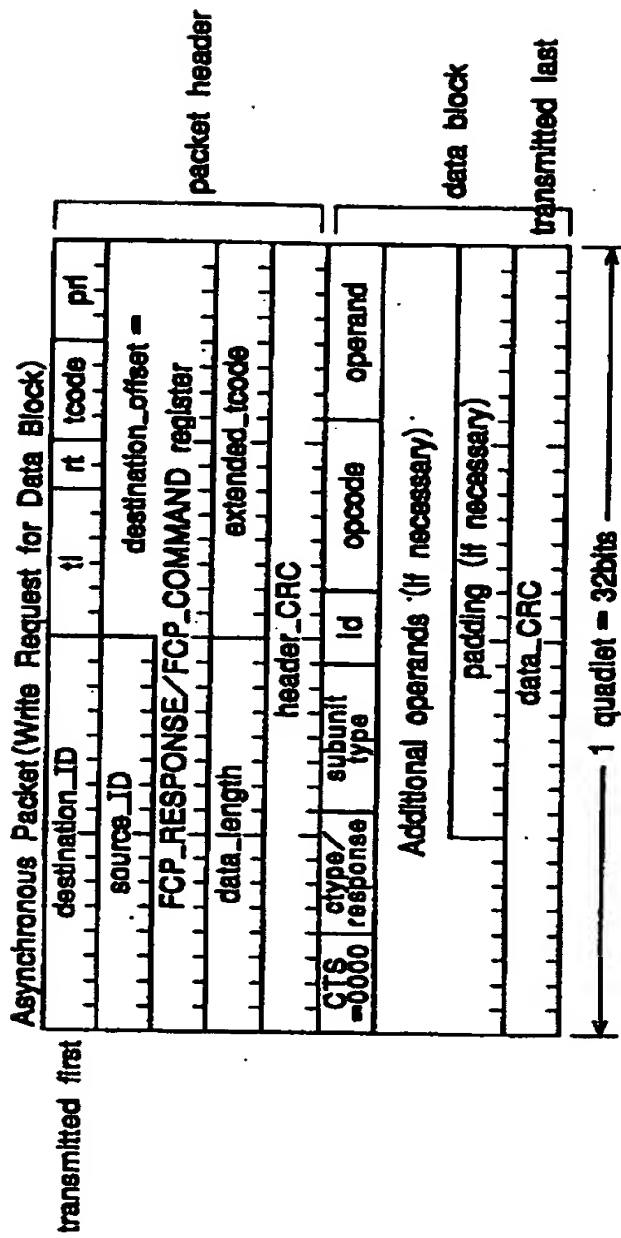 Asynchronous Packet(Write Request for Data Block)
transmitted first
destination_ID tl rt tcode pri
source_ID destination_offset =
FCP_RESPONSE/FCP_COMMAND register
data_length extended_tcode
header_CRC
packet header
CTS =0000 ctype/ response subunit type id opcode operand
Additional operands (if necessary)
padding (if necessary)
data_CRC
data block
transmitted last
1 quadlet = 32bits